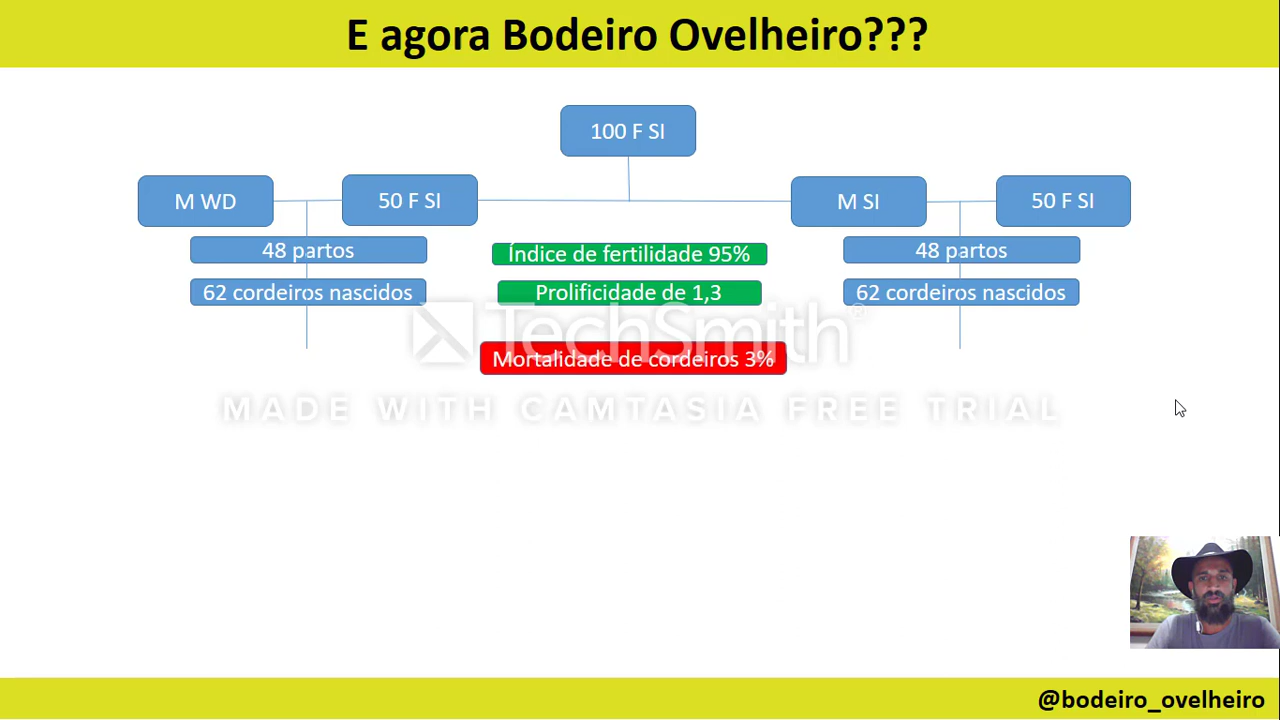 E agora Bodeiro Ovelheiro???
100 F SI
M WD
50 F SI
M SI
50 F SI
48 partos
Índice de fertilidade 95%
48 partos
62 cordeiros nascidos
Prolificidade de 1,3
62 cordeiros nascidos
TechSmith®
Mortalidade de cordeiros 3%
MADE WITH CAMTASIA FREE TRIAL
@bodeiro_ovelheiro